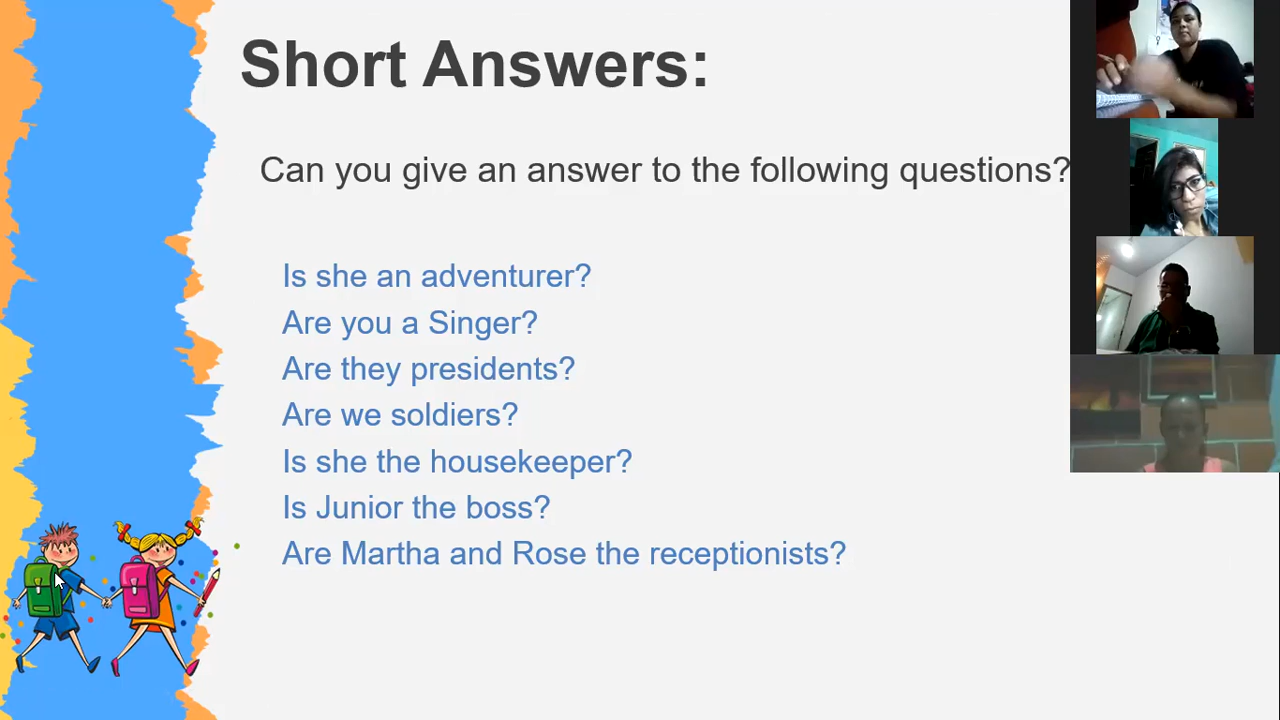 Short Answers:
Can you give an answer to the following questions?
Is she an adventurer?
Are you a Singer?
Are they presidents?
Are we soldiers?
Is she the housekeeper?
Is Junior the boss?
Are Martha and Rose the receptionists?